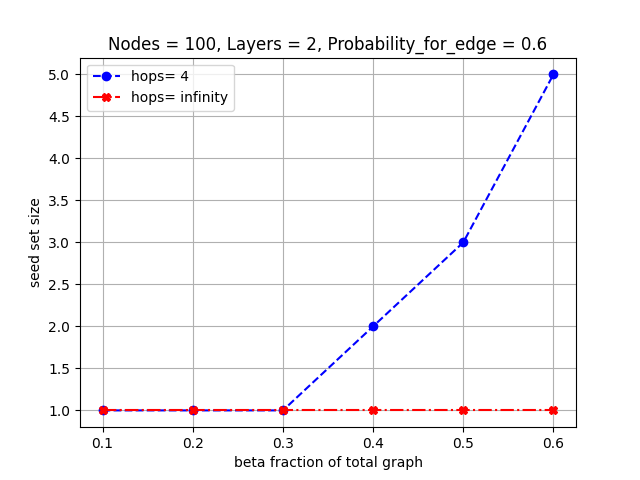 Nodes = 100, Layers = 2, Probability_for_edge = 0.6
hops= 4
hops= infinity
seed set size
5.0
4.5
4.0
3.5
3.0
2.5
2.0
1.5
1.0
0.1 0.2 0.3 0.4 0.5 0.6
beta fraction of total graph